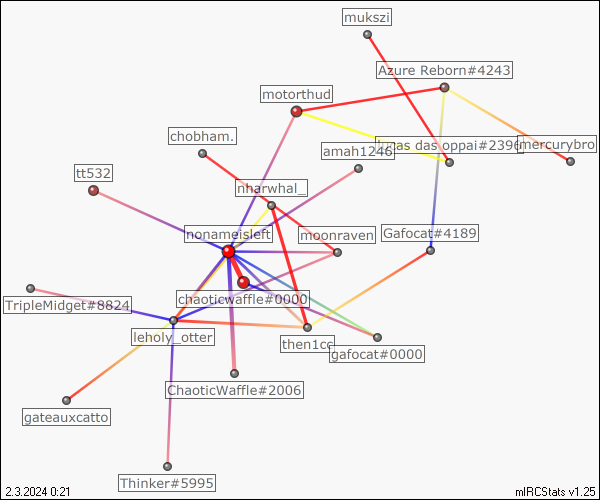 mukszi
Azure Reborn#4243
motorthud
chobham.
amah1246
lucas das oppai#2396
mercurybro
tt532
nharwhal_
nonameisleft
moonraven
Gafocat#4189
chaoticwaffle#0000
TripleMidget#8824
leholy_otter
then1cc
gafocat#0000
ChaoticWaffle#2006
gateauxcatto
Thinker#5995
2.3.2024 0:21
mIRCStats v1.25